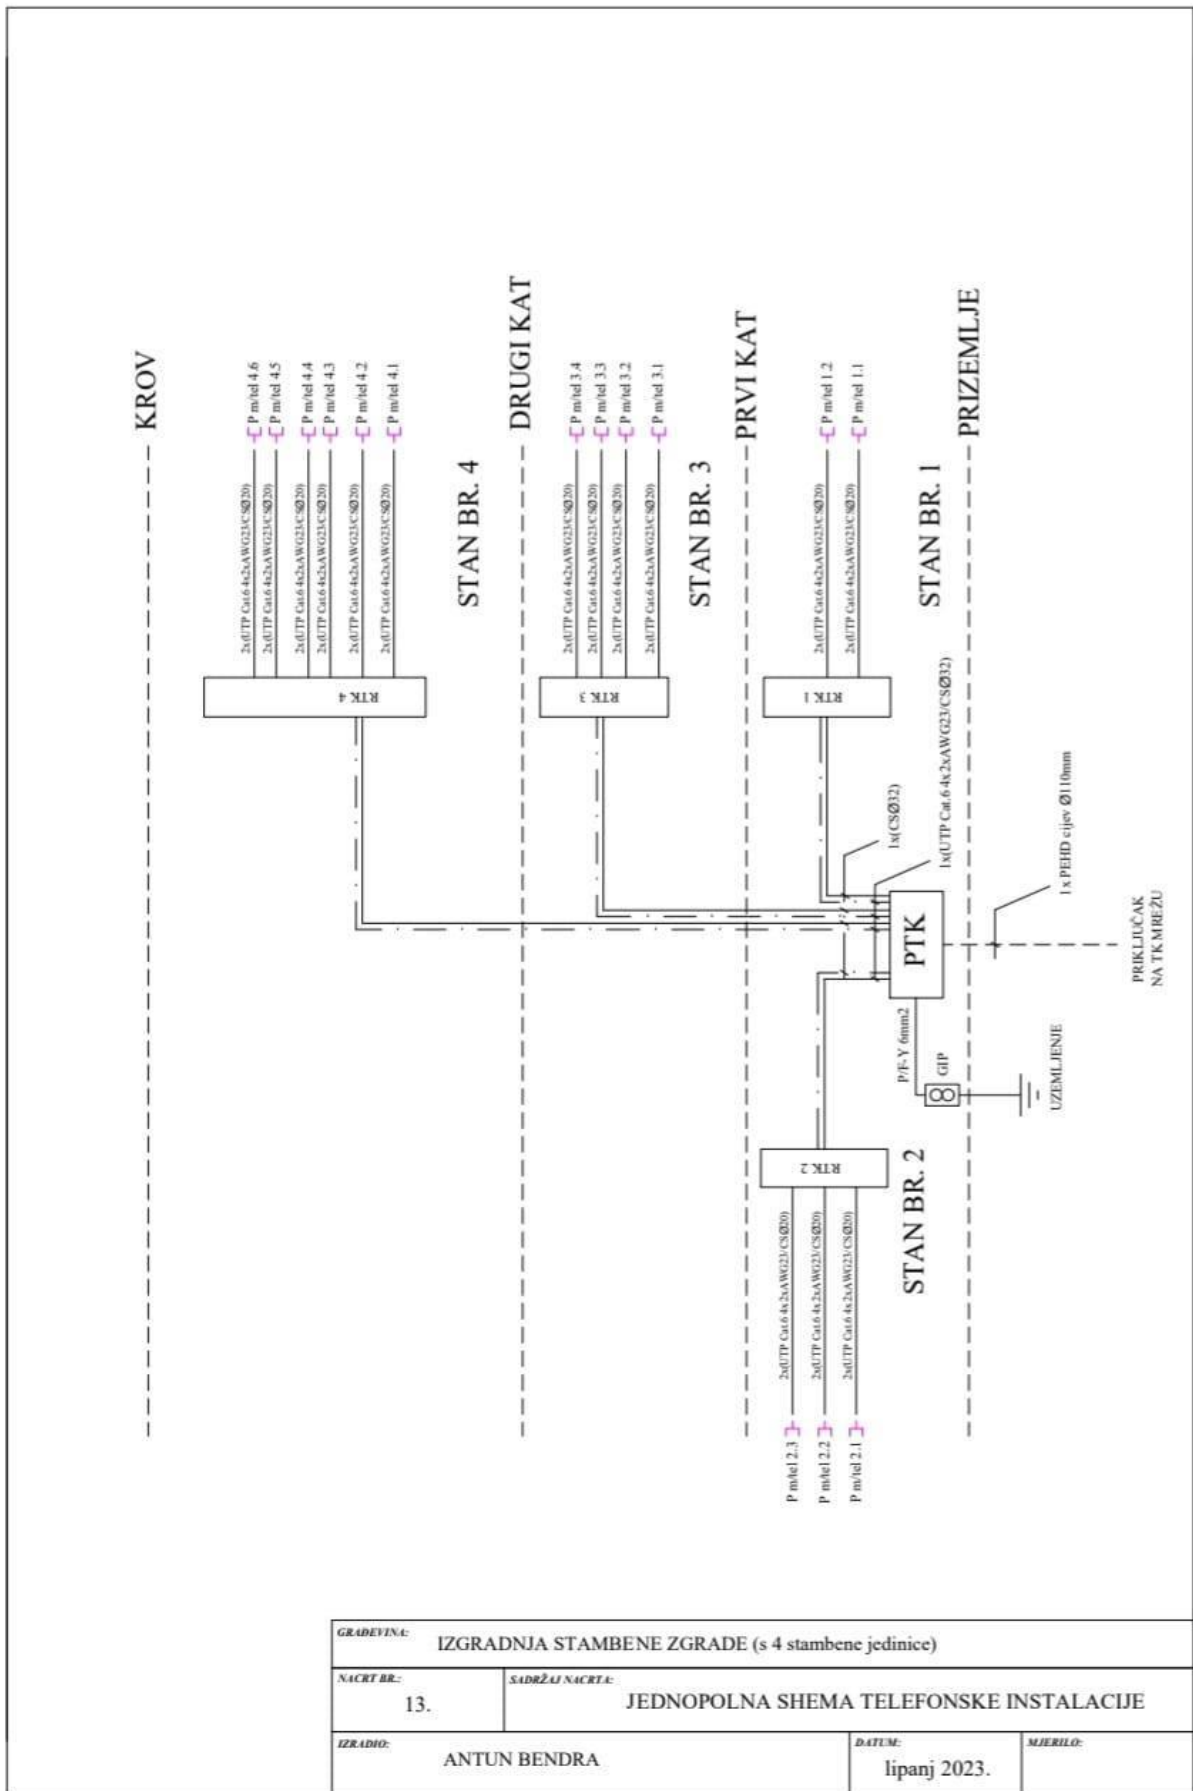 KROV
P m/tel 4.6
P m/tel 4.5
P m/tel 4.4
P m/tel 4.3
P m/tel 4.2
P m/tel 4.1
2x(UTP Cat.6 4x2xAWG23/CSØ20)
2x(UTP Cat.6 4x2xAWG23/CSØ20)
2x(UTP Cat.6 4x2xAWG23/CSØ20)
2x(UTP Cat.6 4x2xAWG23/CSØ20)
2x(UTP Cat.6 4x2xAWG23/CSØ20)
2x(UTP Cat.6 4x2xAWG23/CSØ20)
RTK 4
STAN BR. 4
DRUGI KAT
P m/tel 3.4
P m/tel 3.3
P m/tel 3.2
P m/tel 3.1
2x(UTP Cat.6 4x2xAWG23/CSØ20)
2x(UTP Cat.6 4x2xAWG23/CSØ20)
2x(UTP Cat.6 4x2xAWG23/CSØ20)
2x(UTP Cat.6 4x2xAWG23/CSØ20)
RTK 3
STAN BR. 3
PRVI KAT
P m/tel 1.2
P m/tel 1.1
2x(UTP Cat.6 4x2xAWG23/CSØ20)
2x(UTP Cat.6 4x2xAWG23/CSØ20)
RTK 1
STAN BR. 1
P m/tel 2.3
P m/tel 2.2
P m/tel 2.1
2x(UTP Cat.6 4x2xAWG23/CSØ20)
2x(UTP Cat.6 4x2xAWG23/CSØ20)
2x(UTP Cat.6 4x2xAWG23/CSØ20)
RTK 2
STAN BR. 2
1x(CSØ32)
1x(UTP Cat.6 4x2xAWG23/CSØ32)
PTK
P/F-Y 6mm2
GIP
PRIZEMLJE
UZEMLJENJE
1x PEHD cijev Ø110mm
PRIKLJUČAK
NA TK MREŽU
GRAĐEVINA:
IZGRADNJA STAMBENE ZGRADE (s 4 stambene jedinice)
NACRT BR.:
13.
SADRŽAJ NACRTA:
JEDNOPOLNA SHEMA TELEFONSKE INSTALACIJE
IZRADIO:
ANTUN BENDRA
DATUM:
lipanj 2023.
MJERILO: